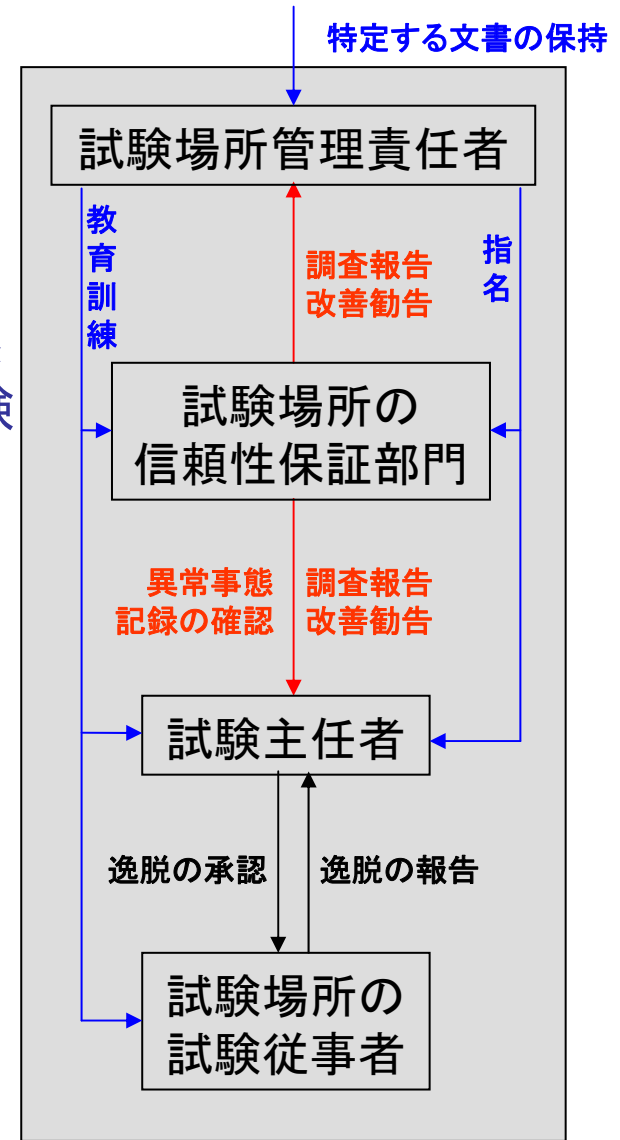 特定する文書の保持
試験場所管理責任者
教育訓練
指名
調査報告
改善勧告
試験場所の
信頼性保証部門
異常事態
記録の確認
調査報告
改善勧告
試験主任者
逸脱の承認
逸脱の報告
試験場所の
試験従事者